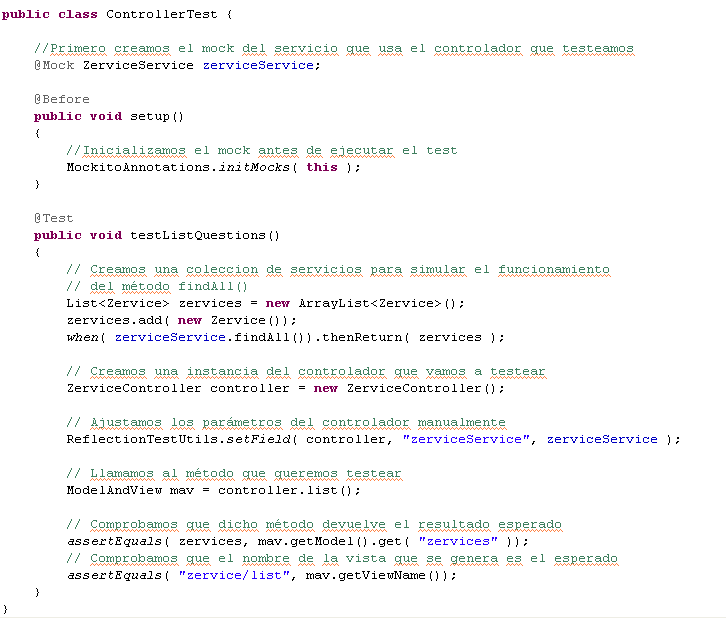 public class ControllerTest {
//Primero creamos el mock del servicio que usa el controlador que testeamos
@Mock ZerviceService zerviceService;
@Before
public void setup()
{
//Inicializamos el mock antes de ejecutar el test
MockitoAnnotations.initMocks( this );
}
@Test
public void testListQuestions()
{
// Creamos una coleccion de servicios para simular el funcionamiento
// del método findAll()
List<Zervice> zervices = new ArrayList<Zervice>();
zervices.add( new Zervice());
when( zerviceService.findAll()).thenReturn( zervices );
// Creamos una instancia del controlador que vamos a testear
ZerviceController controller = new ZerviceController();
// Ajustamos los parámetros del controlador manualmente
ReflectionTestUtils.setField( controller, "zerviceService", zerviceService );
// Llamamos al método que queremos testear
ModelAndView mav = controller.list();
// Comprobamos que dicho método devuelve el resultado esperado
assertEquals( zervices, mav.getModel().get( "zervices" ));
// Comprobamos que el nombre de la vista que se genera es el esperado
assertEquals( "zervice/list", mav.getViewName());
}
}